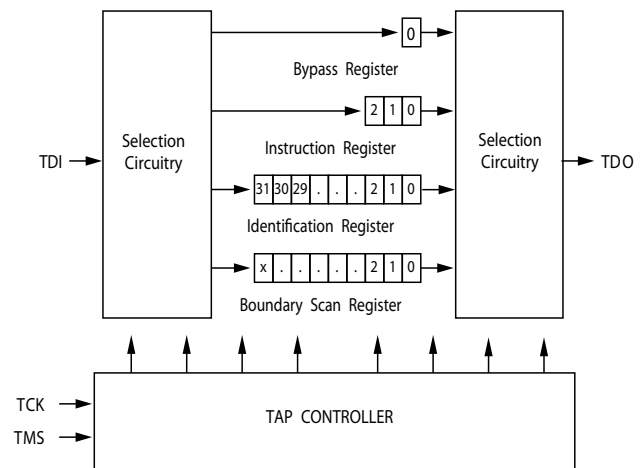 0
Bypass Register
2 1 0
Selection
Circuitry
Selection
Circuitry
TDI
TDO
Instruction Register
31 30 29 . . . 2 1 0
Identification Register
x . . . . . 2 1 0
Boundary Scan Register
TCK
TMS
TAP CONTROLLER